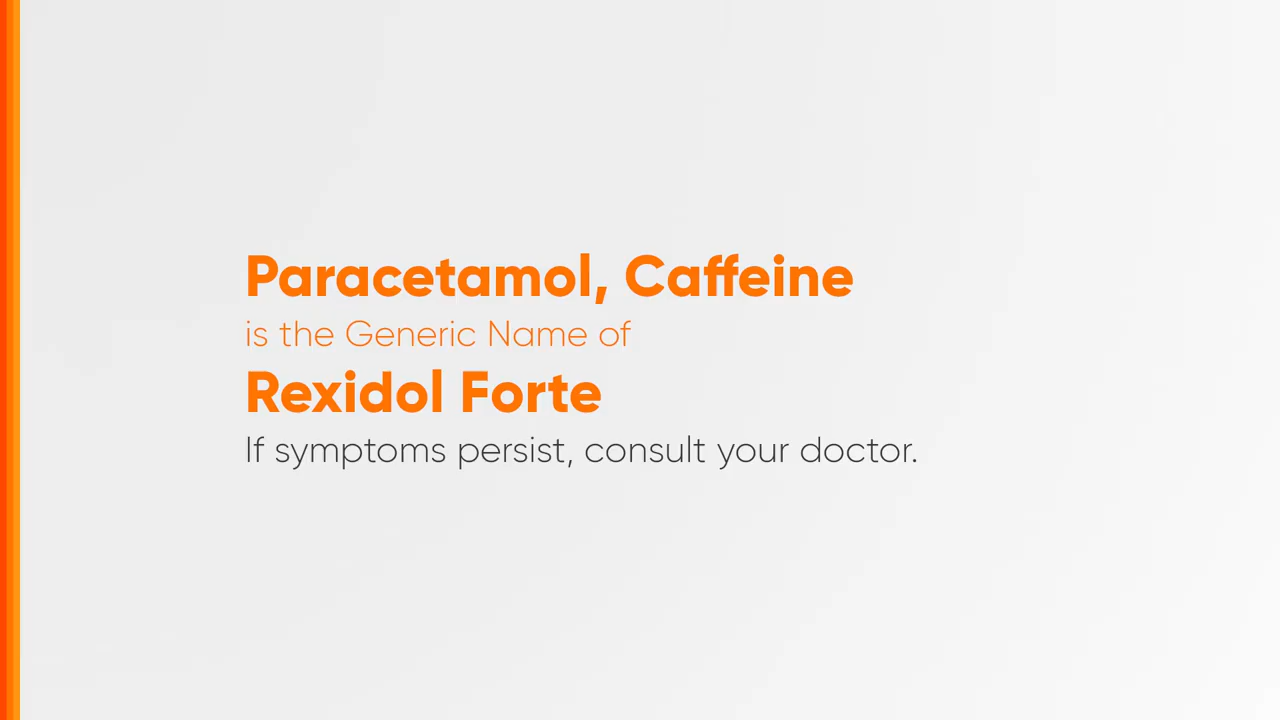 Paracetamol, Caffeine
is the Generic Name of
Rexidol Forte
If symptoms persist, consult your doctor.